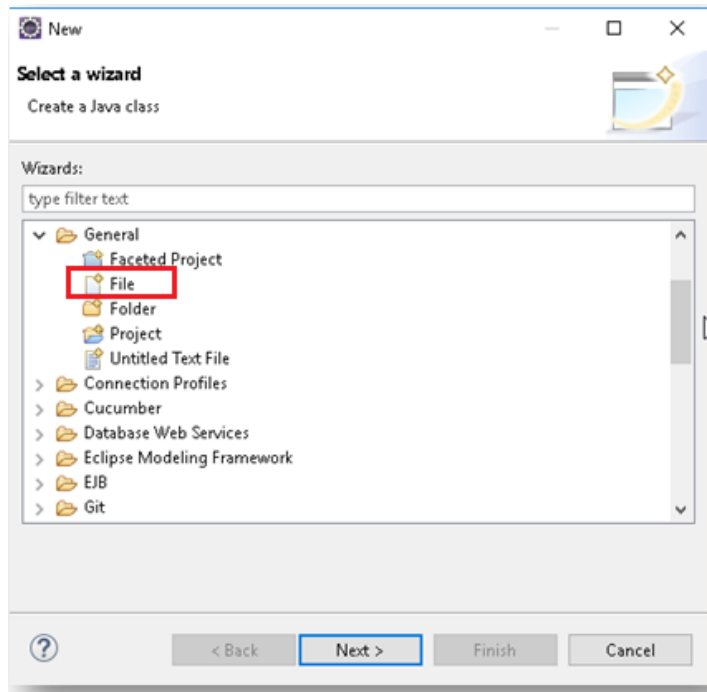 New
Select a wizard
Create a Java class
Wizards:
type filter text
General
Faceted Project
File
Folder
Project
Untitled Text File
Connection Profiles
Cucumber
Database Web Services
Eclipse Modeling Framework
EJB
Git
? < Back Next > Finish Cancel